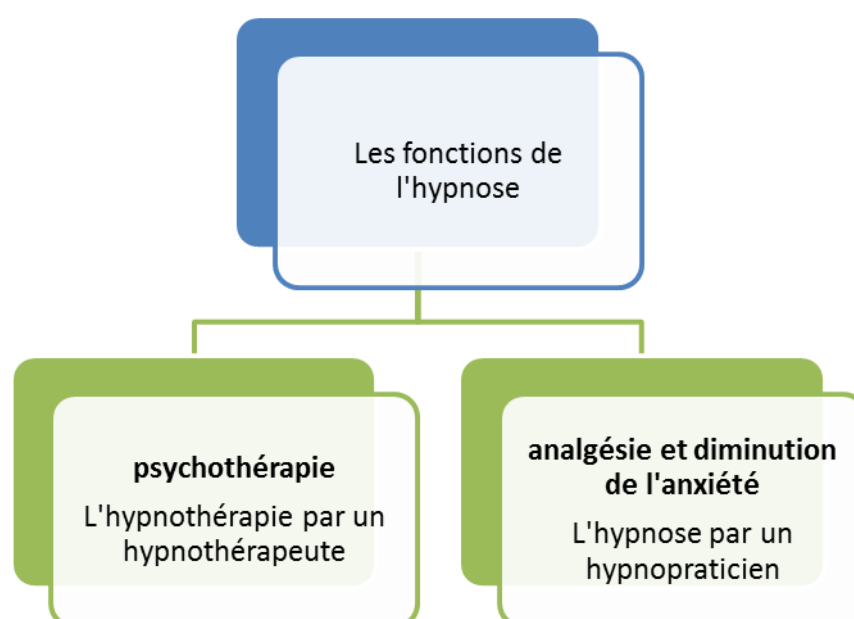 Les fonctions de
l'hypnose
psychothérapie
L'hypnothérapie par un
hypnothérapeute
analgésie et diminution
de l'anxiété
L'hypnose par un
hypnopraticien